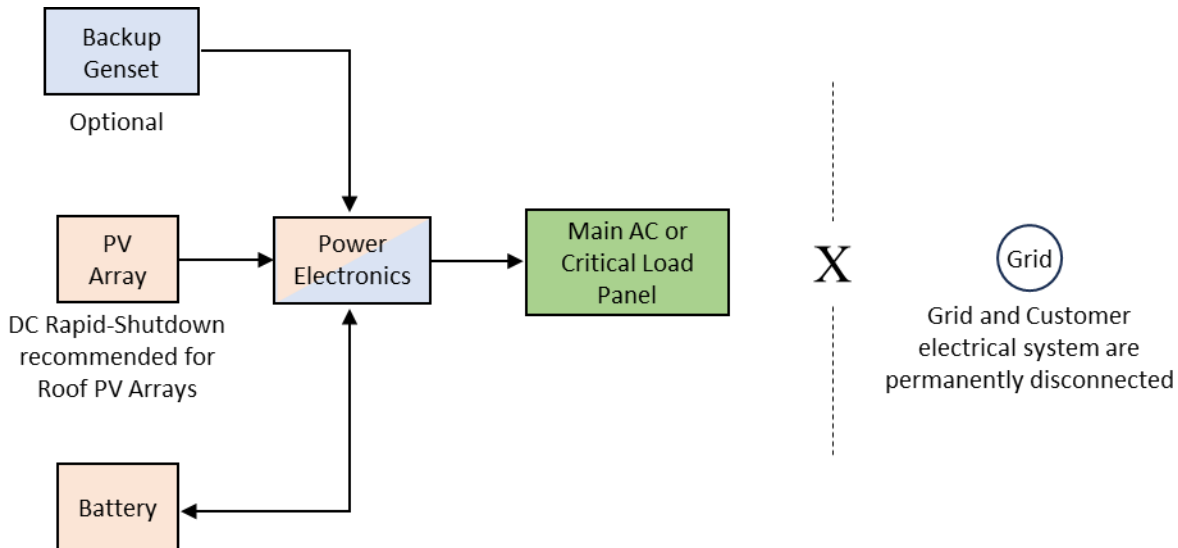 Backup
Genset
Optional
PV
Array
DC Rapid-Shutdown
recommended for
Roof PV Arrays
Battery
Power
Electronics
Main AC or
Critical Load
Panel
X
Grid
Grid and Customer
electrical system are
permanently disconnected